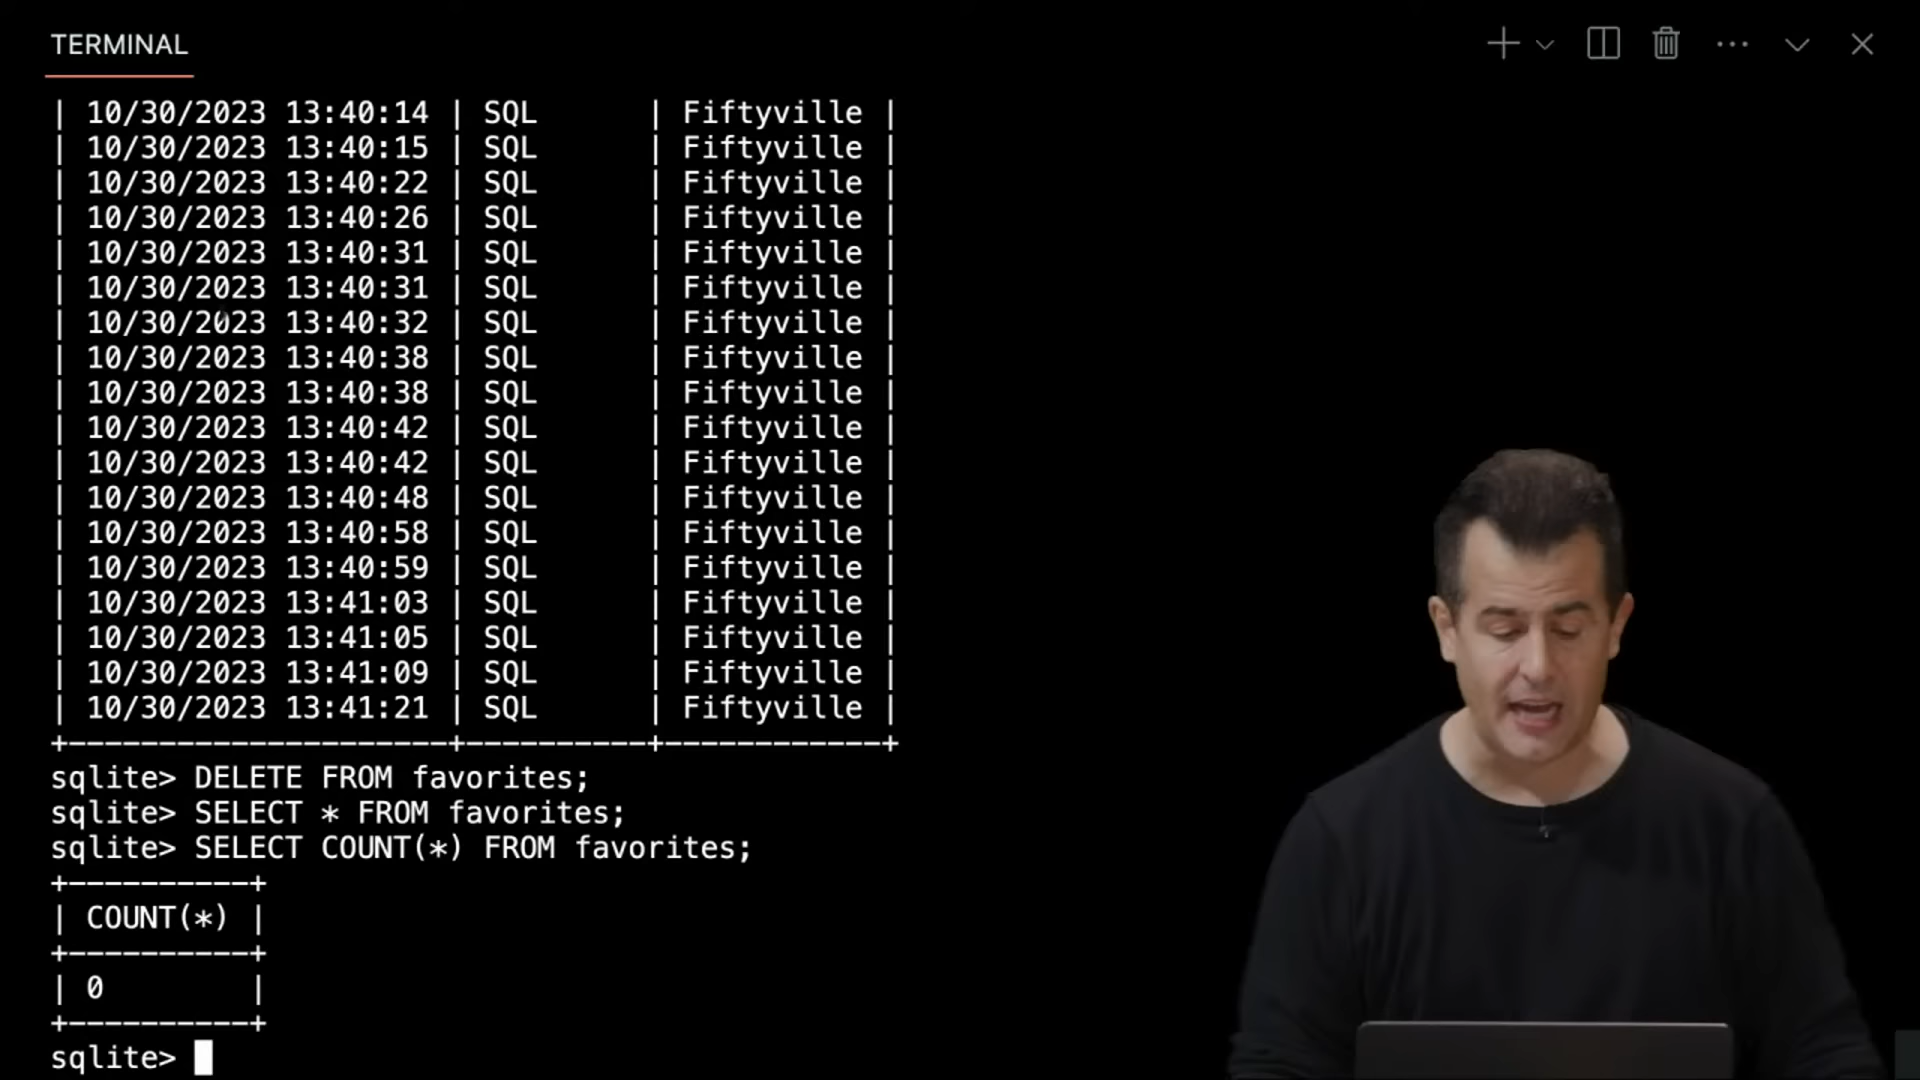 TERMINAL
| 10/30/2023 13:40:14 | SQL | Fiftyville |
| 10/30/2023 13:40:15 | SQL | Fiftyville |
| 10/30/2023 13:40:22 | SQL | Fiftyville |
| 10/30/2023 13:40:26 | SQL | Fiftyville |
| 10/30/2023 13:40:31 | SQL | Fiftyville |
| 10/30/2023 13:40:31 | SQL | Fiftyville |
| 10/30/2023 13:40:32 | SQL | Fiftyville |
| 10/30/2023 13:40:38 | SQL | Fiftyville |
| 10/30/2023 13:40:38 | SQL | Fiftyville |
| 10/30/2023 13:40:42 | SQL | Fiftyville |
| 10/30/2023 13:40:42 | SQL | Fiftyville |
| 10/30/2023 13:40:48 | SQL | Fiftyville |
| 10/30/2023 13:40:58 | SQL | Fiftyville |
| 10/30/2023 13:40:59 | SQL | Fiftyville |
| 10/30/2023 13:41:03 | SQL | Fiftyville |
| 10/30/2023 13:41:05 | SQL | Fiftyville |
| 10/30/2023 13:41:09 | SQL | Fiftyville |
| 10/30/2023 13:41:21 | SQL | Fiftyville |
+---------------------+----------+------------+
sqlite> DELETE FROM favorites;
sqlite> SELECT * FROM favorites;
sqlite> SELECT COUNT(*) FROM favorites;
+----------+
| COUNT(*) |
+----------+
| 0 |
+----------+
sqlite>